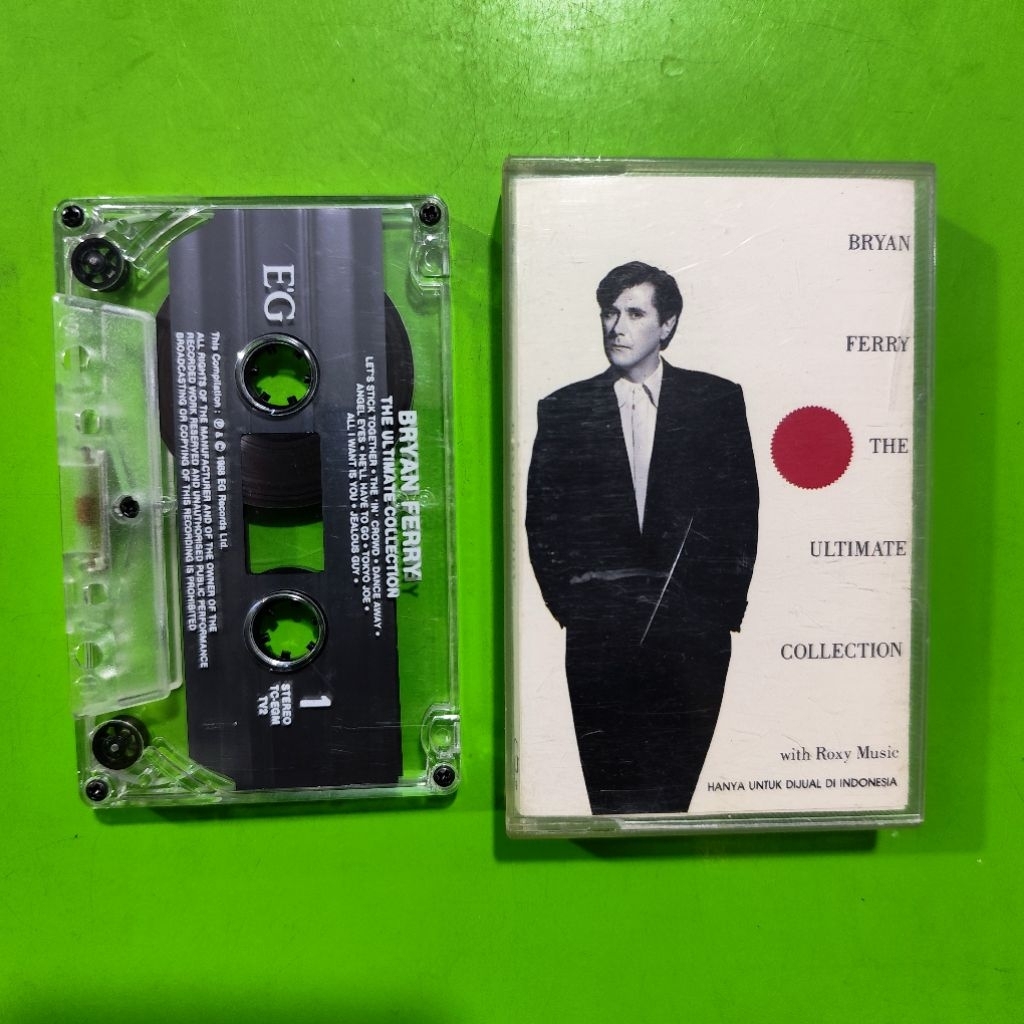 E'G
BRYAN FERRY
THE ULTIMATE COLLECTION
LET'S STICK TOGETHER • THE 'IN' CROWD • DANCE AWAY •
ANGEL EYES • HE'LL HAVE TO GO • TOKYO JOE •
ALL I WANT IS YOU • JEALOUS GUY •
This Compilation : ℗ & © 1988 EG Records Ltd.
ALL RIGHTS OF THE MANUFACTURER AND OF THE OWNER OF THE
RECORDED WORK RESERVED AND UNAUTHORISED PUBLIC PERFORMANCE
BROADCASTING OR COPYING OF THIS RECORDING IS PROHIBITED
1
STEREO
TC-EGM
TV2
BRYAN
FERRY
THE
ULTIMATE
COLLECTION
with Roxy Music
HANYA UNTUK DIJUAL DI INDONESIA